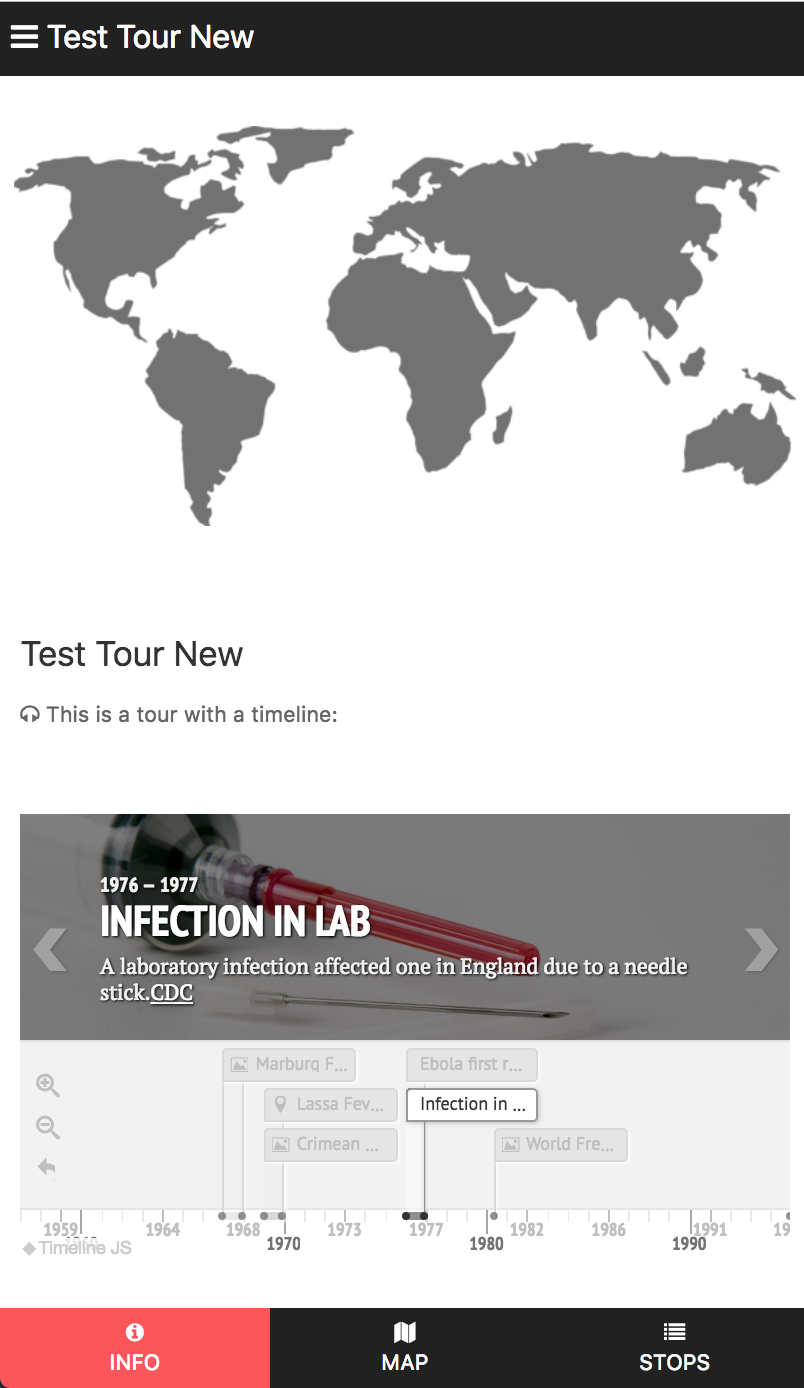 Test Tour New
Test Tour New
This is a tour with a timeline:
1976 – 1977
INFECTION IN LAB
A laboratory infection affected one in England due to a needle
stick.CDC
Marburg F...
Ebola first r...
Lassa Fev...
Infection in ...
Crimean ...
World Fre...
1959 1964 1968 1973 1977 1982 1986 1991
1970 1980 1990
Timeline JS
INFO
MAP
STOPS